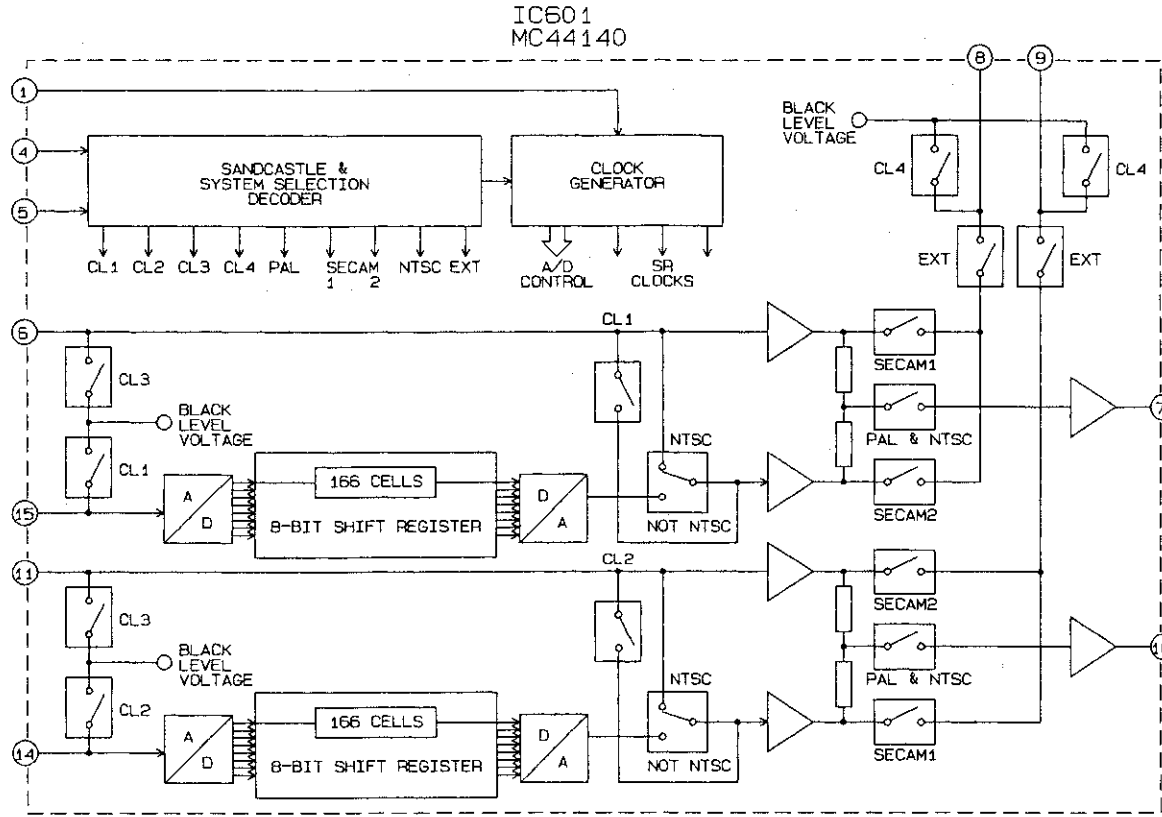 IC601
MC44140
1
8
9
4
5
SANDCASTLE &
SYSTEM SELECTION
DECODER
CLOCK
GENERATOR
BLACK
LEVEL
VOLTAGE
CL4
CL4
CL1
CL2
CL3
CL4
PAL
SECAM
1 2
NTSC
EXT
A/D
CONTROL
SR
CLOCKS
EXT
EXT
6
CL3
BLACK
LEVEL
VOLTAGE
CL1
CL1
SECAM1
PAL & NTSC
7
NTSC
NOT NTSC
SECAM2
15
A
D
166 CELLS
8-BIT SHIFT REGISTER
D
A
11
CL3
BLACK
LEVEL
VOLTAGE
CL2
CL2
SECAM2
PAL & NTSC
NTSC
NOT NTSC
SECAM1
14
A
D
166 CELLS
8-BIT SHIFT REGISTER
D
A